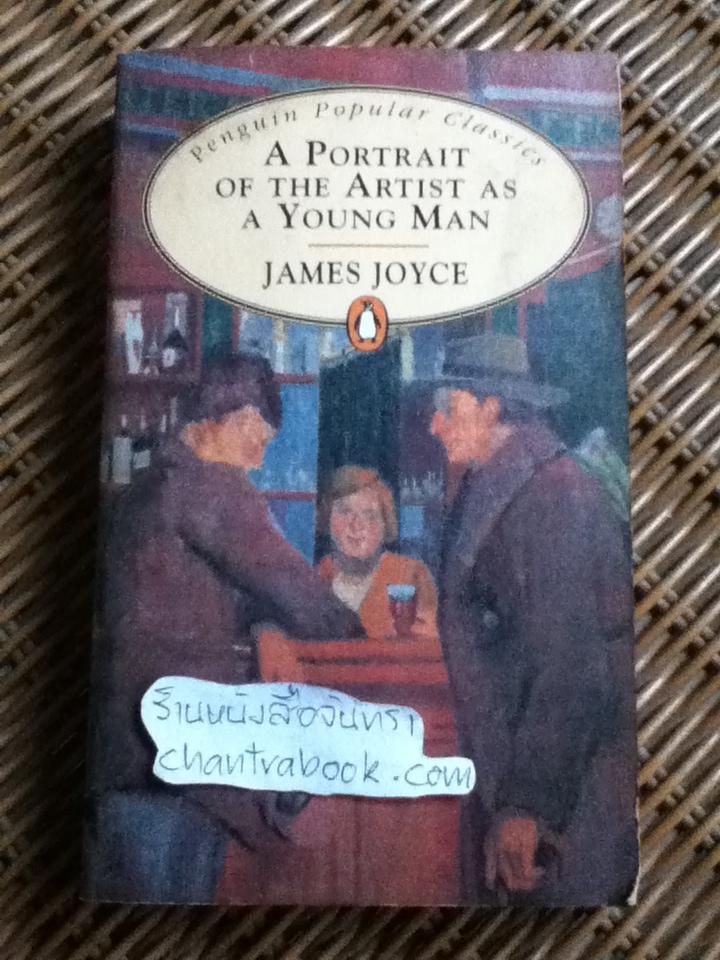 Penguin Popular Classics
A PORTRAIT
OF THE ARTIST AS
A YOUNG MAN
JAMES JOYCE
ร้านหนังสือจันทรา
chantrabook.com